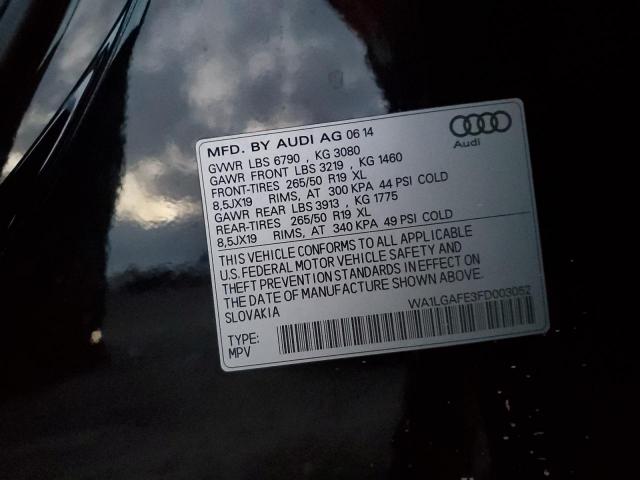 MFD. BY AUDI AG 06 14
GVWR LBS 6790 , KG 3080
GAWR FRONT LBS 3219 , KG 1460
FRONT-TIRES 265/50 R19 XL
8,5JX19 RIMS, AT 300 KPA 44 PSI COLD
GAWR REAR LBS 3913 , KG 1775
REAR-TIRES 265/50 R19 XL
8,5JX19 RIMS, AT 340 KPA 49 PSI COLD
THIS VEHICLE CONFORMS TO ALL APPLICABLE
U.S. FEDERAL MOTOR VEHICLE SAFETY AND
THEFT PREVENTION STANDARDS IN EFFECT ON
THE DATE OF MANUFACTURE SHOWN ABOVE.
SLOVAKIA
WA1LGAFE3FD003052
TYPE:
MPV
Audi